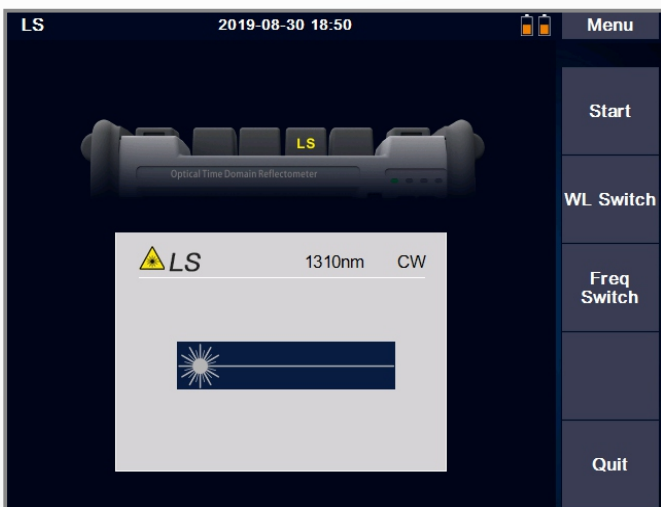 LS
2019-08-30 18:50
Menu
Start
LS
Optical Time Domain Reflectometer
WL Switch
LS
1310nm
CW
Freq
Switch
Quit